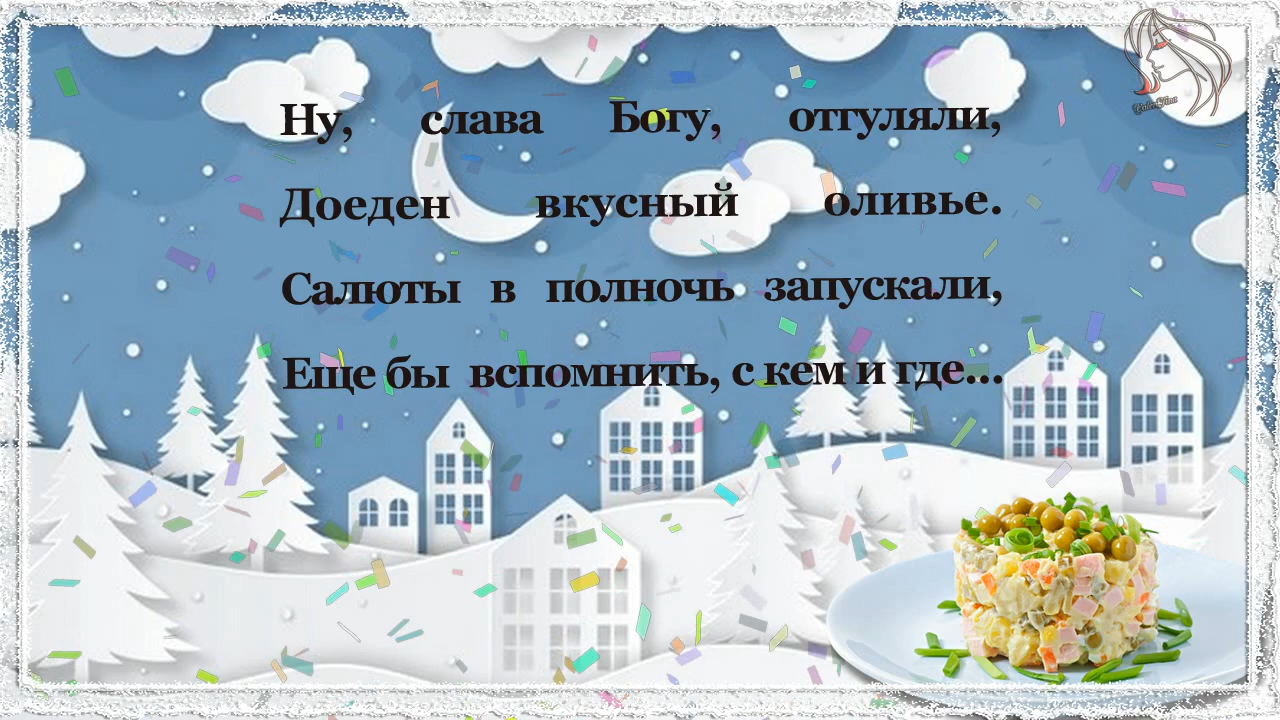 Ну, слава Богу, отгуляли,
Доеден вкусный оливье.
Салюты в полночь запускали,
Еще бы вспомнить, с кем и где...